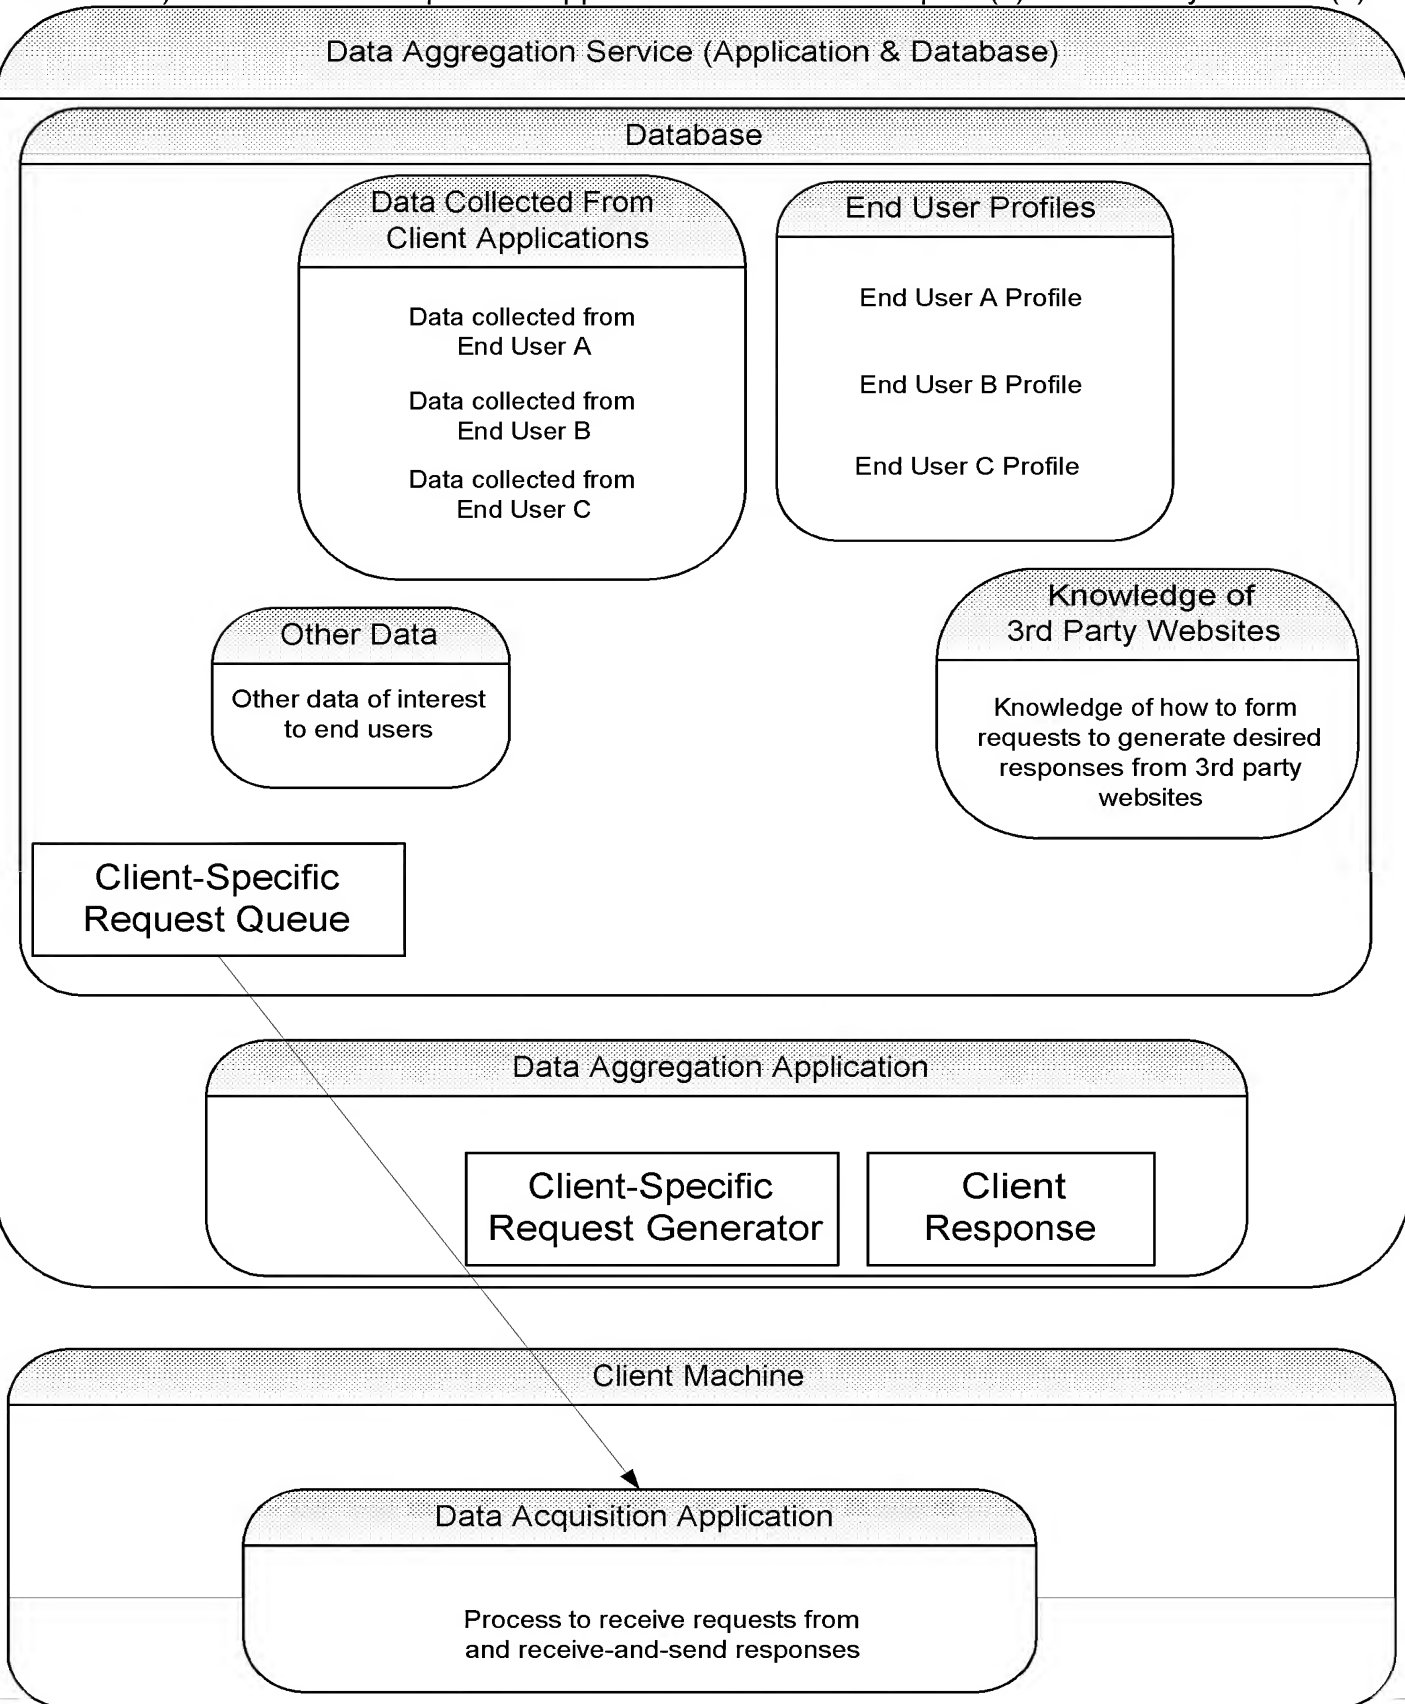 Data Aggregation Service (Application & Database)
Database
Data Collected From
Client Applications
Data collected from
End User A
Data collected from
End User B
Data collected from
End User C
End User Profiles
End User A Profile
End User B Profile
End User C Profile
Other Data
Other data of interest
to end users
Knowledge of
3rd Party Websites
Knowledge of how to form
requests to generate desired
responses from 3rd party
websites
Client-Specific
Request Queue
Data Aggregation Application
Client-Specific
Request Generator
Client
Response
Client Machine
Data Acquisition Application
Process to receive requests from
and receive-and-send responses